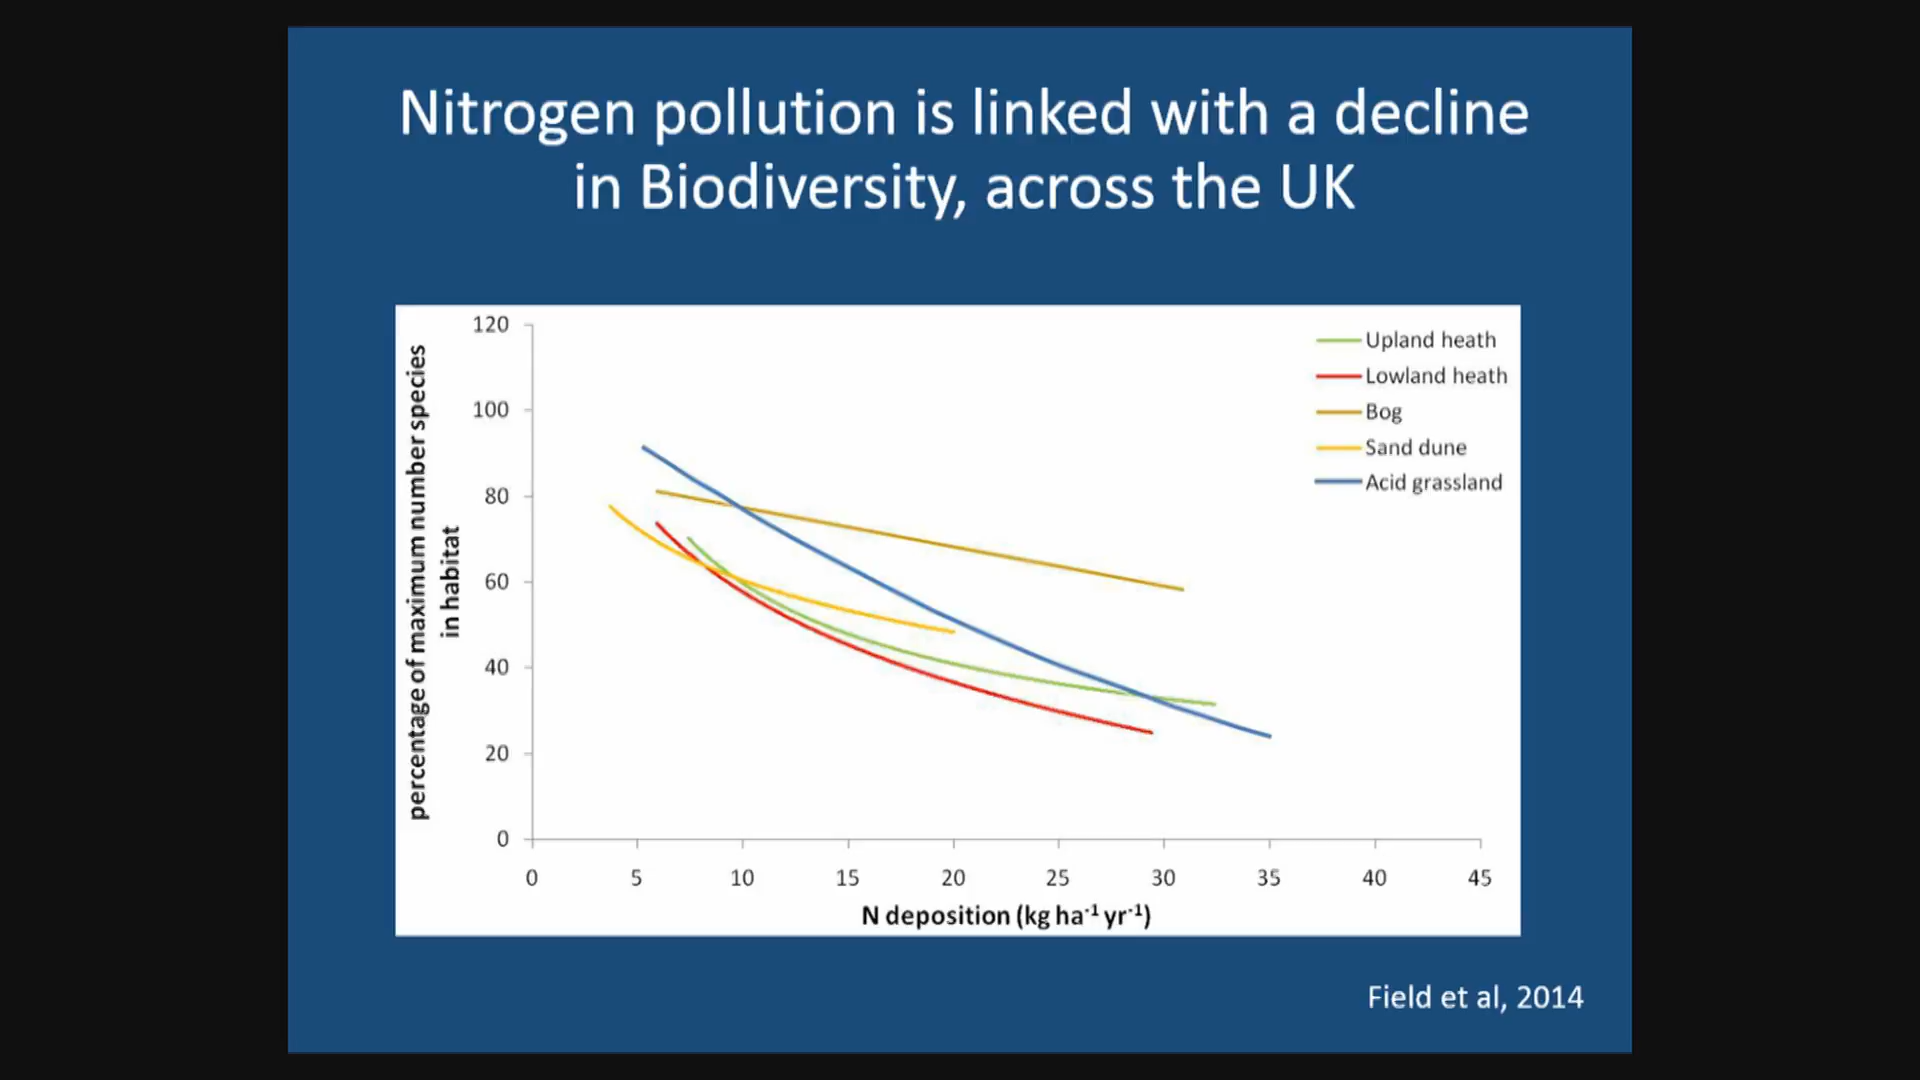 Nitrogen pollution is linked with a decline
in Biodiversity, across the UK
percentage of maximum number species
in habitat
120
100
80
60
40
20
0
0 5 10 15 20 25 30 35 40 45
N deposition (kg ha⁻¹ yr⁻¹)
Upland heath
Lowland heath
Bog
Sand dune
Acid grassland
Field et al, 2014